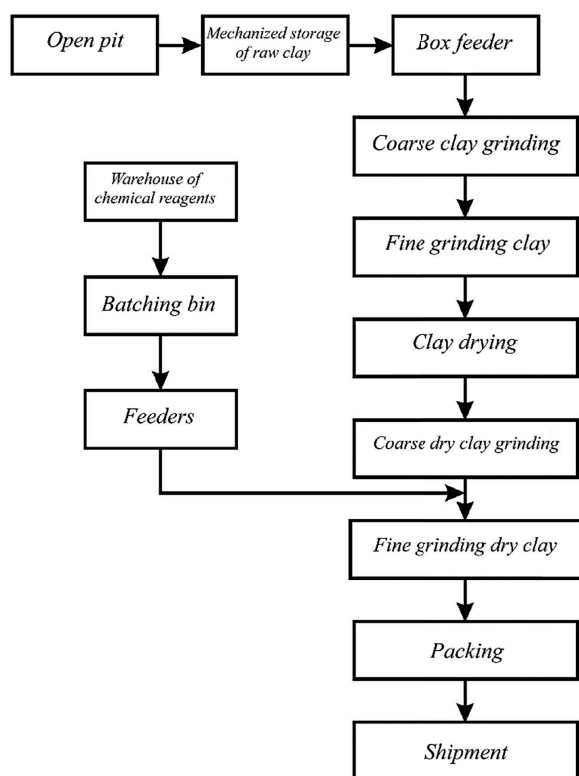 Open pit
Mechanized storage
of raw clay
Box feeder
Coarse clay grinding
Warehouse of
chemical reagents
Fine grinding clay
Batching bin
Clay drying
Feeders
Coarse dry clay grinding
Fine grinding dry clay
Packing
Shipment